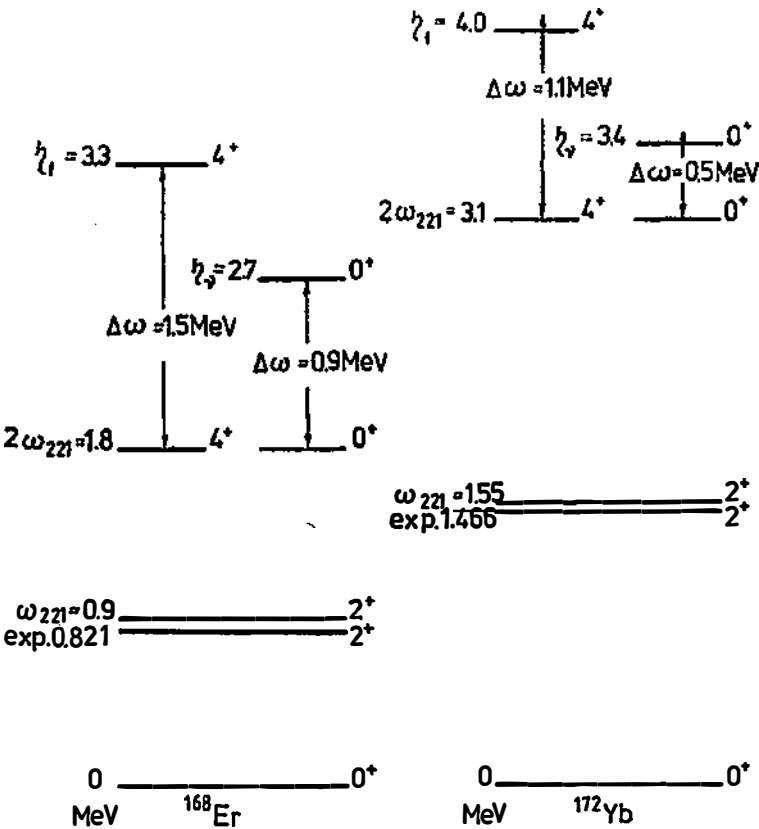 η₁ = 4.0 4⁺
Δω = 1.1MeV
η_ν = 3.4 0⁺
Δω = 0.5MeV
2ω₂₂₁ = 3.1 4⁺ 0⁺
ω₂₂₁ = 1.55 2⁺
exp. 1.466 2⁺
0 0⁺
MeV ¹⁷²Yb
η₁ = 3.3 4⁺
η_ν = 2.7 0⁺
Δω = 1.5MeV
Δω = 0.9MeV
2ω₂₂₁ = 1.8 4⁺ 0⁺
ω₂₂₁ = 0.9 2⁺
exp. 0.821 2⁺
0 0⁺
MeV ¹⁶⁸Er